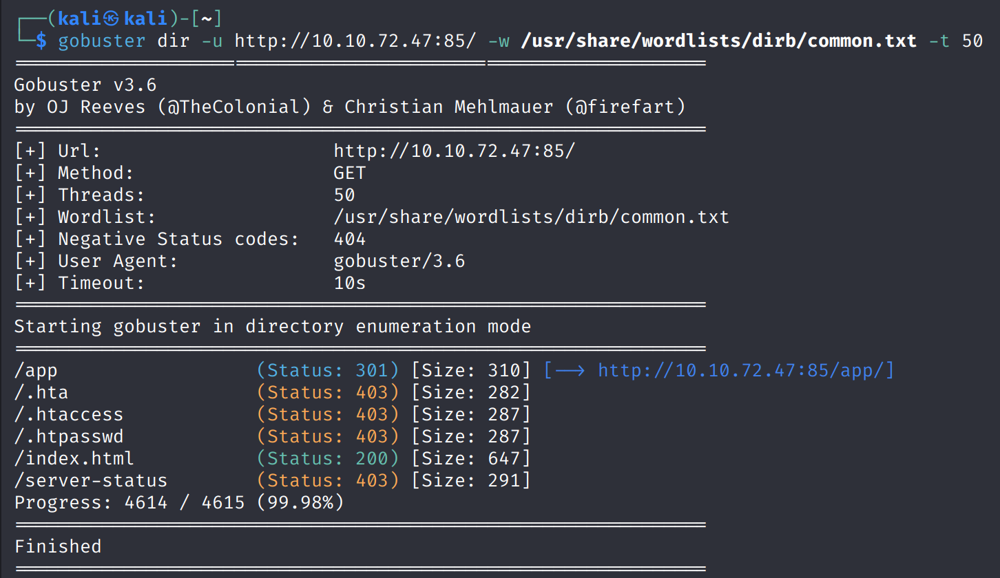 ┌──(kali㉿kali)-[~]
└─$ gobuster dir -u http://10.10.72.47:85/ -w /usr/share/wordlists/dirb/common.txt -t 50
===============================================================
Gobuster v3.6
by OJ Reeves (@TheColonial) & Christian Mehlmauer (@firefart)
===============================================================
[+] Url:                     http://10.10.72.47:85/
[+] Method:                  GET
[+] Threads:                 50
[+] Wordlist:                /usr/share/wordlists/dirb/common.txt
[+] Negative Status codes:   404
[+] User Agent:              gobuster/3.6
[+] Timeout:                 10s
===============================================================
Starting gobuster in directory enumeration mode
===============================================================
/app                  (Status: 301) [Size: 310] [--> http://10.10.72.47:85/app/]
/.hta                 (Status: 403) [Size: 282]
/.htaccess            (Status: 403) [Size: 287]
/.htpasswd            (Status: 403) [Size: 287]
/index.html           (Status: 200) [Size: 647]
/server-status        (Status: 403) [Size: 291]
Progress: 4614 / 4615 (99.98%)
===============================================================
Finished
===============================================================